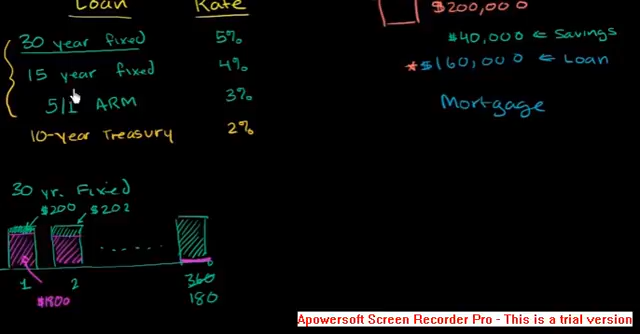 Loan Rate
30 year fixed 5%
15 year fixed 4%
5/1 ARM 3%
10-year Treasury 2%
$200,000
$40,000 ← Savings
*$160,000 ← Loan
Mortgage
30 yr. Fixed
$200 $202
......
1 2 360
180
$1800
Apowersoft Screen Recorder Pro - This is a trial version